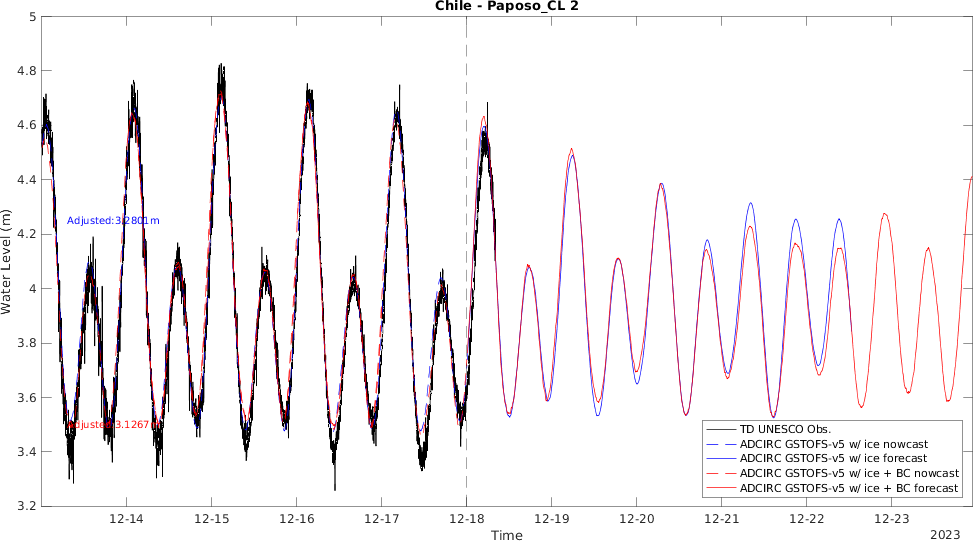 Chile - Paposo_CL 2
5
4.8
4.6
4.4
4.2
4
3.8
3.6
3.4
3.2
Water Level (m)
Adjusted:3.2801m
Adjusted:3.1267m
TD UNESCO Obs.
ADCIRC GSTOFS-v5 w/ ice nowcast
ADCIRC GSTOFS-v5 w/ ice forecast
ADCIRC GSTOFS-v5 w/ ice + BC nowcast
ADCIRC GSTOFS-v5 w/ ice + BC forecast
12-14 12-15 12-16 12-17 12-18 12-19 12-20 12-21 12-22 12-23
Time
2023